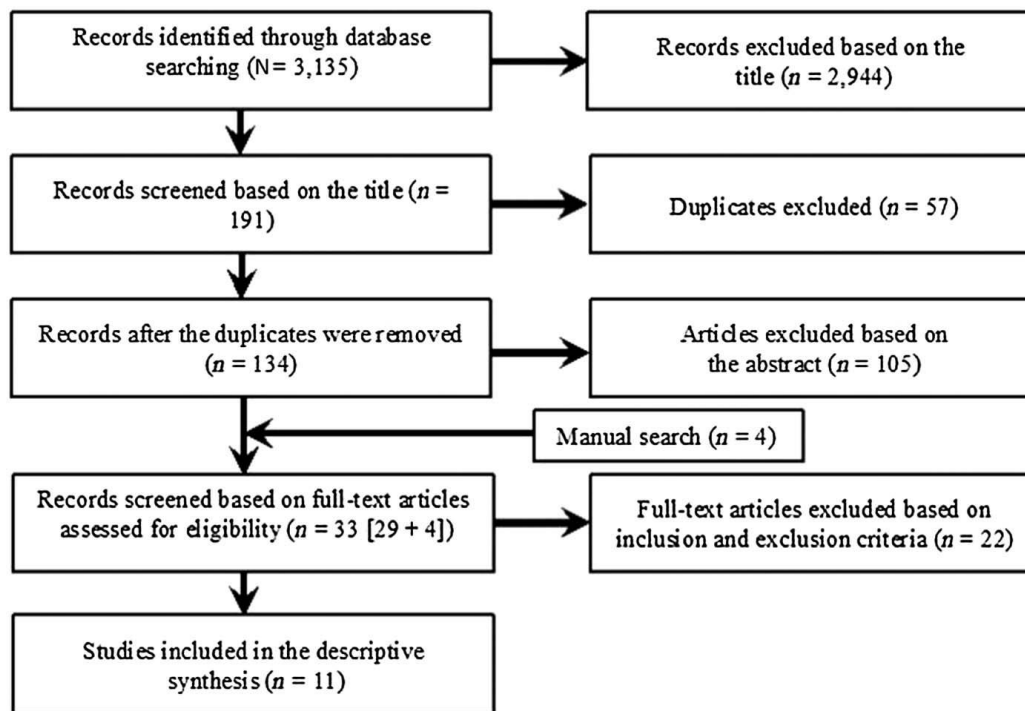 Records identified through database
searching (N = 3,135)
Records excluded based on the
title (n = 2,944)
Records screened based on the title (n =
191)
Duplicates excluded (n = 57)
Records after the duplicates were removed
(n = 134)
Articles excluded based on
the abstract (n = 105)
Manual search (n = 4)
Records screened based on full-text articles
assessed for eligibility (n = 33 [29 + 4])
Full-text articles excluded based on
inclusion and exclusion criteria (n = 22)
Studies included in the descriptive
synthesis (n = 11)